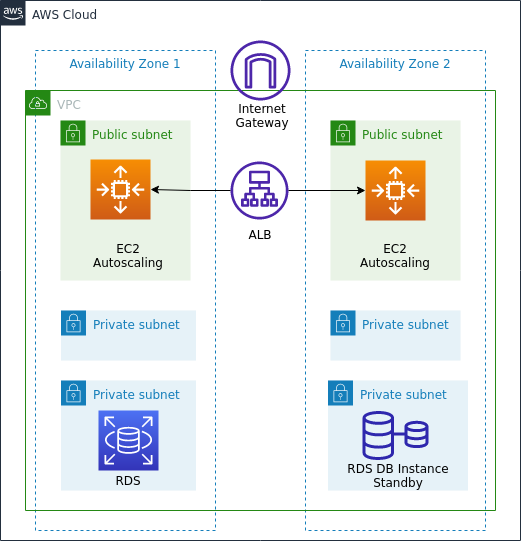 aws
AWS Cloud
Availability Zone 1
Availability Zone 2
Internet
Gateway
VPC
Public subnet
Public subnet
EC2
Autoscaling
ALB
EC2
Autoscaling
Private subnet
Private subnet
Private subnet
Private subnet
RDS
RDS DB Instance
Standby